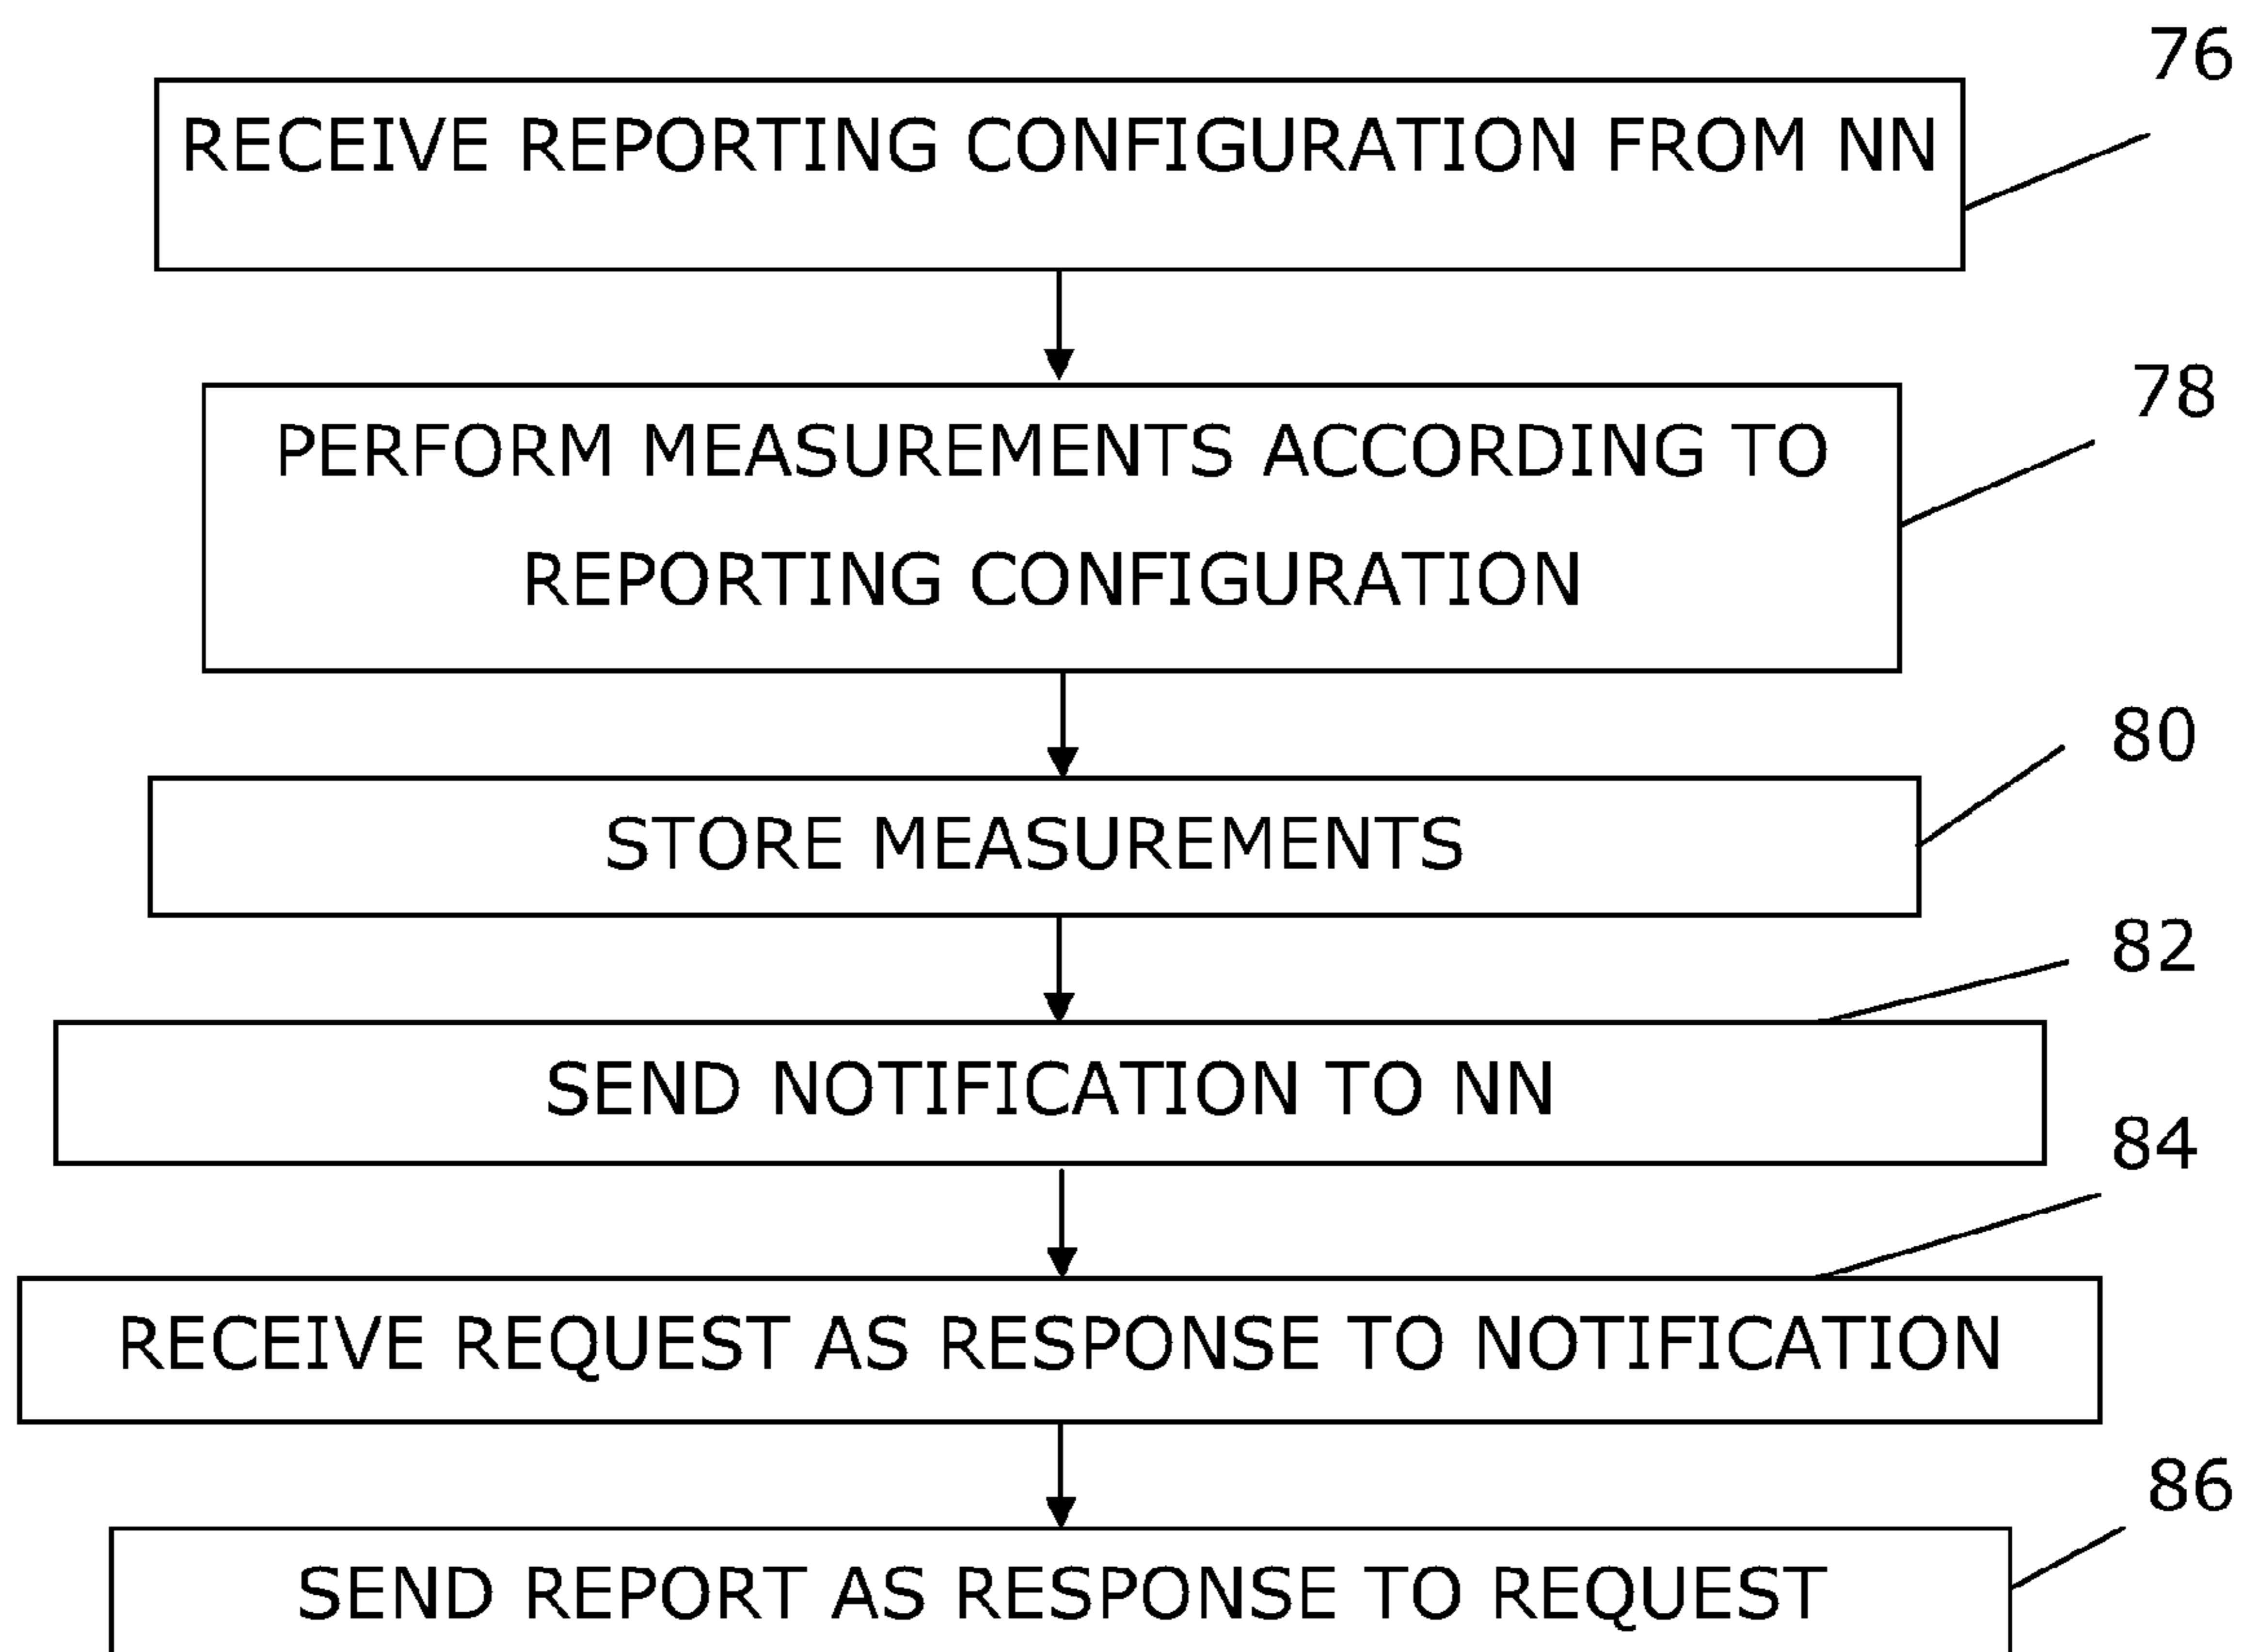 76
RECEIVE REPORTING CONFIGURATION FROM NN
78
PERFORM MEASUREMENTS ACCORDING TO
REPORTING CONFIGURATION
80
STORE MEASUREMENTS
82
SEND NOTIFICATION TO NN
84
RECEIVE REQUEST AS RESPONSE TO NOTIFICATION
86
SEND REPORT AS RESPONSE TO REQUEST